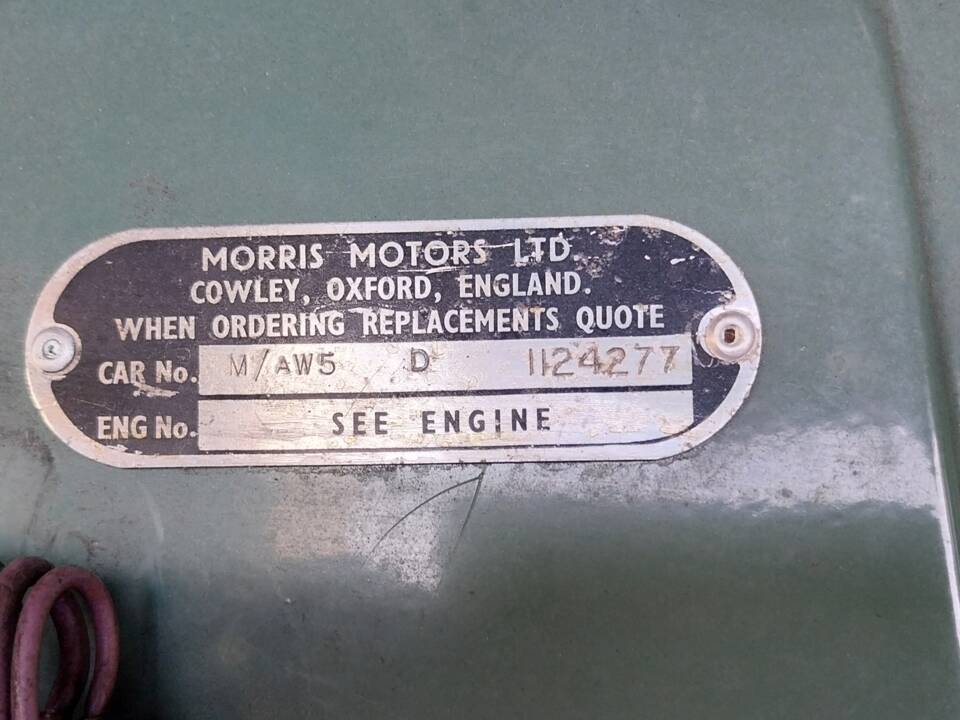 MORRIS MOTORS LTD.
COWLEY, OXFORD, ENGLAND.
WHEN ORDERING REPLACEMENTS QUOTE
CAR No. M/AW5 D 1124277
ENG No. SEE ENGINE